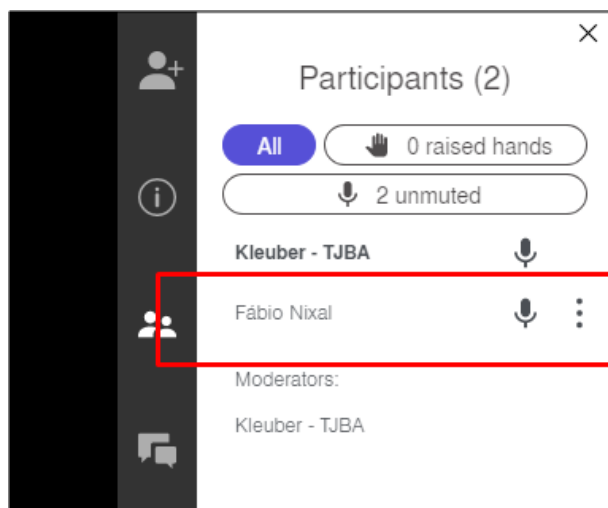 Participants (2)
All
0 raised hands
2 unmuted
Kleuber - TJBA
Fábio Nixal
Moderators:
Kleuber - TJBA